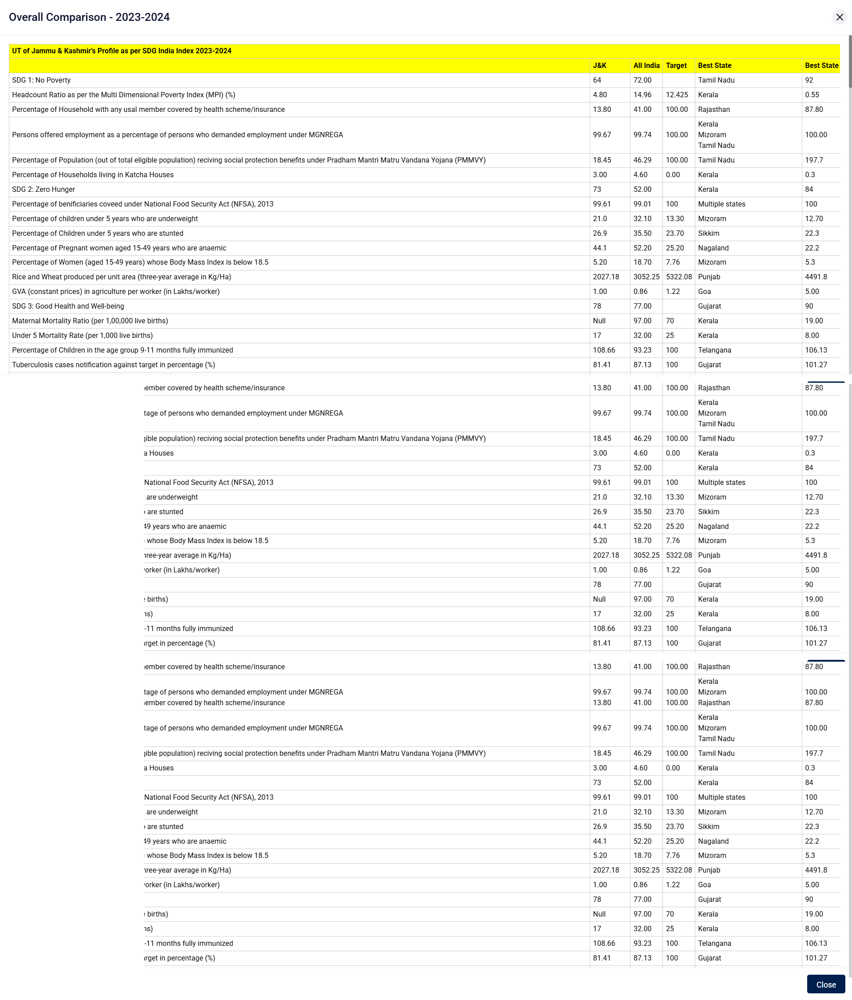 Overall Comparison - 2023-2024
UT of Jammu & Kashmir's Profile as per SDG India Index 2023-2024
J&K All India Target Best State Best State
SDG 1: No Poverty 64 72.00 Tamil Nadu 92
Headcount Ratio as per the Multi Dimensional Poverty Index (MPI) (%) 4.80 14.96 12.425 Kerala 0.55
Percentage of Household with any usal member covered by health scheme/insurance 13.80 41.00 100.00 Rajasthan 87.80
Kerala
Persons offered employment as a percentage of persons who demanded employment under MGNREGA 99.67 99.74 100.00 Mizoram 100.00
Tamil Nadu
Percentage of Population (out of total eligible population) reciving social protection benefits under Pradham Mantri Matru Vandana Yojana (PMMVY) 18.45 46.29 100.00 Tamil Nadu 197.7
Percentage of Households living in Katcha Houses 3.00 4.60 0.00 Kerala 0.3
SDG 2: Zero Hunger 73 52.00 Kerala 84
Percentage of benificiaries coveed under National Food Security Act (NFSA), 2013 99.61 99.01 100 Multiple states 100
Percentage of children under 5 years who are underweight 21.0 32.10 13.30 Mizoram 12.70
Percentage of Children under 5 years who are stunted 26.9 35.50 23.70 Sikkim 22.3
Percentage of Pregnant women aged 15-49 years who are anaemic 44.1 52.20 25.20 Nagaland 22.2
Percentage of Women (aged 15-49 years) whose Body Mass Index is below 18.5 5.20 18.70 7.76 Mizoram 5.3
Rice and Wheat produced per unit area (three-year average in Kg/Ha) 2027.18 3052.25 5322.08 Punjab 4491.8
GVA (constant prices) in agriculture per worker (in Lakhs/worker) 1.00 0.86 1.22 Goa 5.00
SDG 3: Good Health and Well-being 78 77.00 Gujarat 90
Maternal Mortality Ratio (per 1,00,000 live births) Null 97.00 70 Kerala 19.00
Under 5 Mortality Rate (per 1,000 live births) 17 32.00 25 Kerala 8.00
Percentage of Children in the age group 9-11 months fully immunized 108.66 93.23 100 Telangana 106.13
Tuberculosis cases notification against target in percentage (%) 81.41 87.13 100 Gujarat 101.27
ember covered by health scheme/insurance 13.80 41.00 100.00 Rajasthan 87.80
Kerala
tage of persons who demanded employment under MGNREGA 99.67 99.74 100.00 Mizoram 100.00
Tamil Nadu
gible population) reciving social protection benefits under Pradham Mantri Matru Vandana Yojana (PMMVY) 18.45 46.29 100.00 Tamil Nadu 197.7
a Houses 3.00 4.60 0.00 Kerala 0.3
73 52.00 Kerala 84
National Food Security Act (NFSA), 2013 99.61 99.01 100 Multiple states 100
are underweight 21.0 32.10 13.30 Mizoram 12.70
are stunted 26.9 35.50 23.70 Sikkim 22.3
49 years who are anaemic 44.1 52.20 25.20 Nagaland 22.2
whose Body Mass Index is below 18.5 5.20 18.70 7.76 Mizoram 5.3
hree-year average in Kg/Ha) 2027.18 3052.25 5322.08 Punjab 4491.8
vorker (in Lakhs/worker) 1.00 0.86 1.22 Goa 5.00
78 77.00 Gujarat 90
births) Null 97.00 70 Kerala 19.00
hs) 17 32.00 25 Kerala 8.00
-11 months fully immunized 108.66 93.23 100 Telangana 106.13
arget in percentage (%) 81.41 87.13 100 Gujarat 101.27
ember covered by health scheme/insurance 13.80 41.00 100.00 Rajasthan 87.80
Kerala
tage of persons who demanded employment under MGNREGA 99.67 99.74 100.00 Mizoram 100.00
ember covered by health scheme/insurance 13.80 41.00 100.00 Rajasthan 87.80
Kerala
tage of persons who demanded employment under MGNREGA 99.67 99.74 100.00 Mizoram 100.00
Tamil Nadu
gible population) reciving social protection benefits under Pradham Mantri Matru Vandana Yojana (PMMVY) 18.45 46.29 100.00 Tamil Nadu 197.7
a Houses 3.00 4.60 0.00 Kerala 0.3
73 52.00 Kerala 84
National Food Security Act (NFSA), 2013 99.61 99.01 100 Multiple states 100
are underweight 21.0 32.10 13.30 Mizoram 12.70
are stunted 26.9 35.50 23.70 Sikkim 22.3
49 years who are anaemic 44.1 52.20 25.20 Nagaland 22.2
whose Body Mass Index is below 18.5 5.20 18.70 7.76 Mizoram 5.3
hree-year average in Kg/Ha) 2027.18 3052.25 5322.08 Punjab 4491.8
vorker (in Lakhs/worker) 1.00 0.86 1.22 Goa 5.00
78 77.00 Gujarat 90
births) Null 97.00 70 Kerala 19.00
hs) 17 32.00 25 Kerala 8.00
-11 months fully immunized 108.66 93.23 100 Telangana 106.13
arget in percentage (%) 81.41 87.13 100 Gujarat 101.27
Close